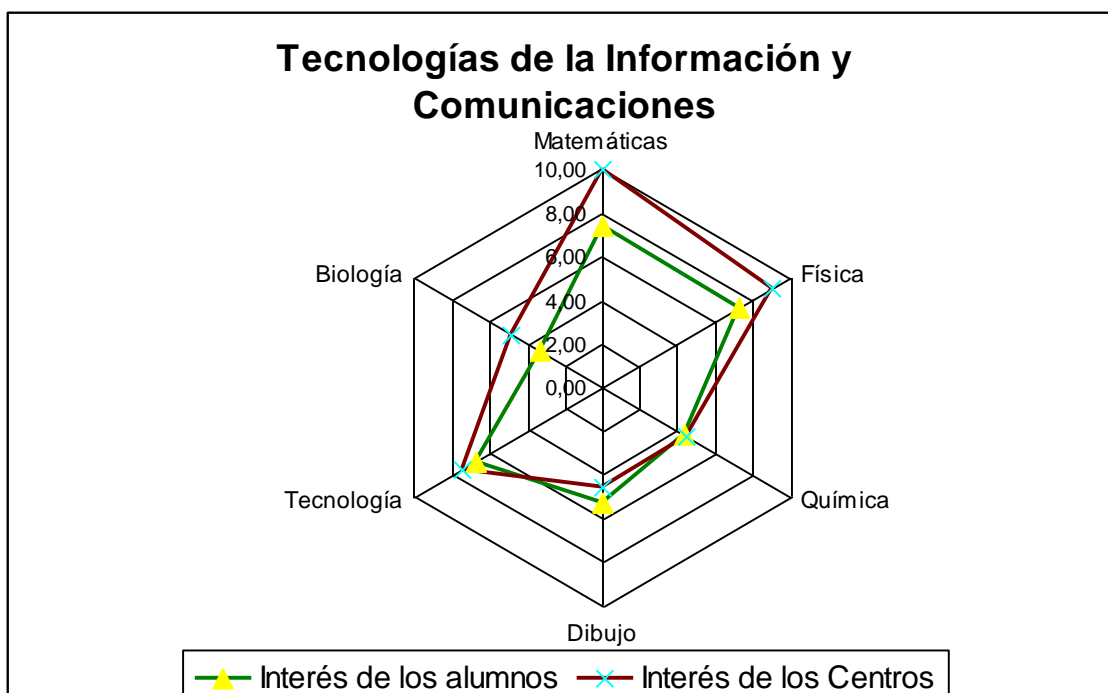 Tecnologías de la Información y
Comunicaciones
Matemáticas
10,00
8,00
6,00
4,00
2,00
0,00
Biología
Física
Tecnología
Química
Dibujo
Interés de los alumnos
Interés de los Centros